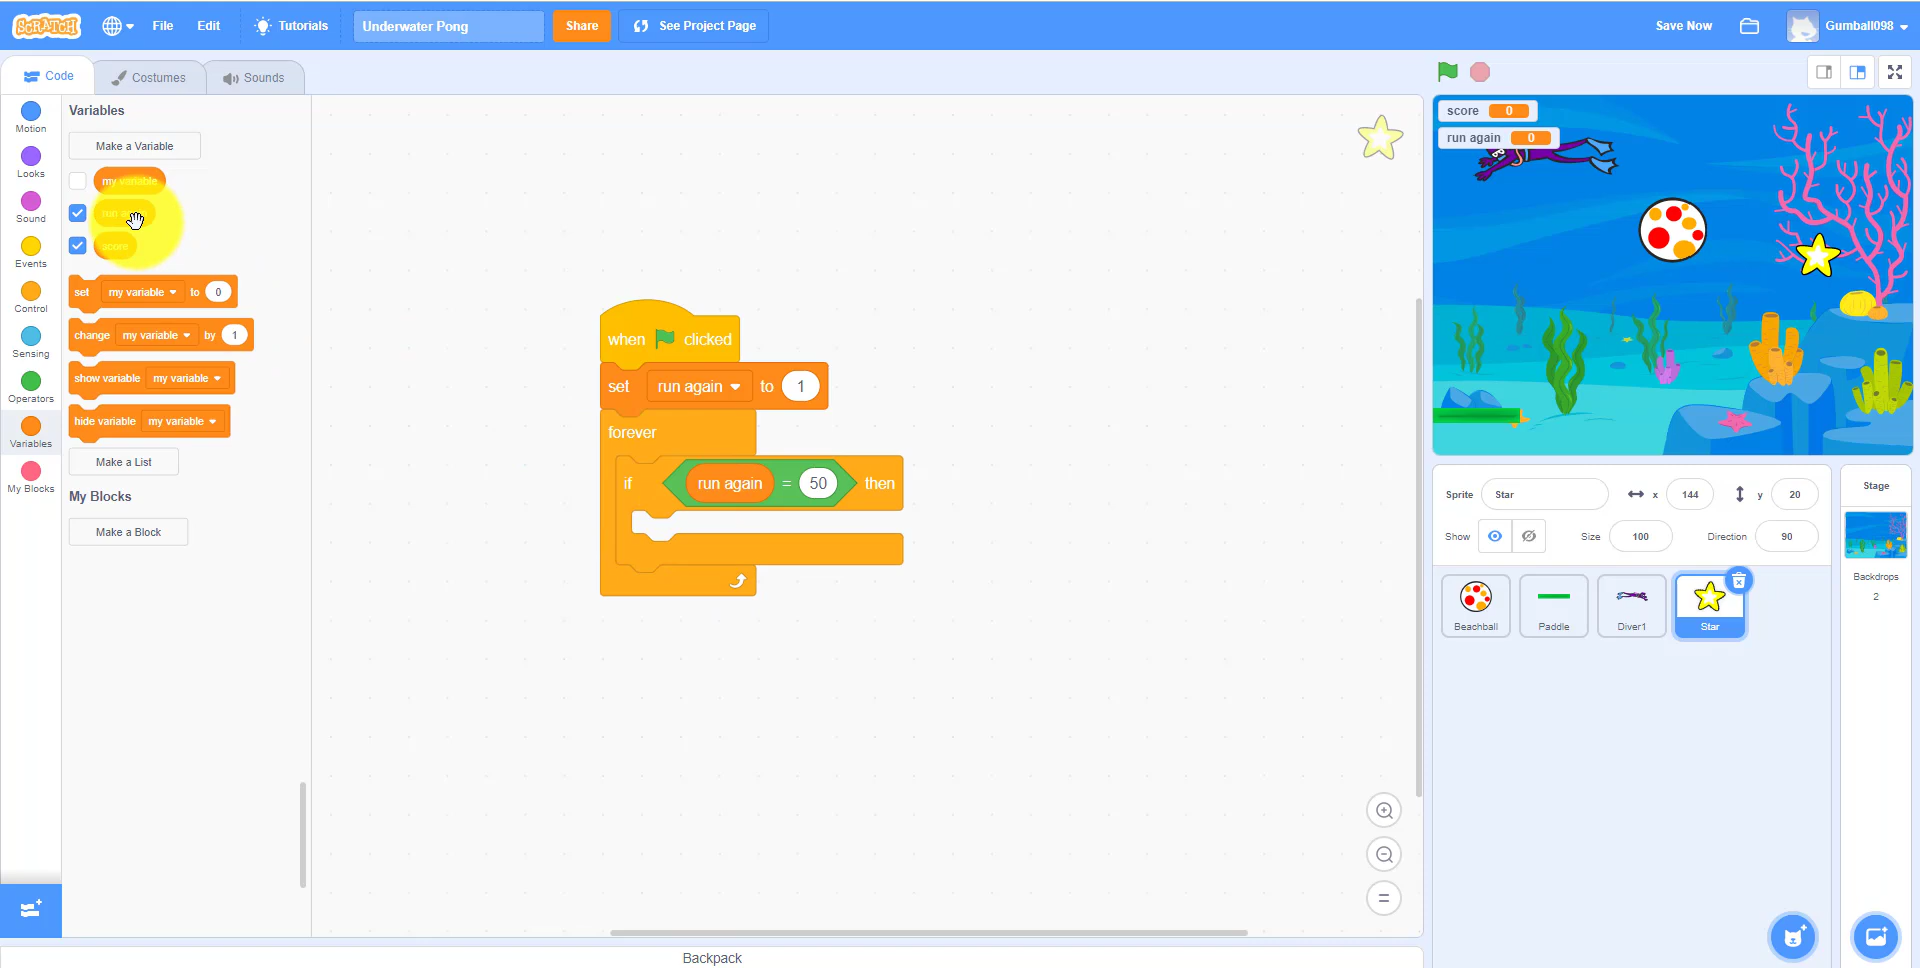 SCRATCH File Edit Tutorials Underwater Pong Share See Project Page Save Now Gumball098
Code Costumes Sounds
Motion
Looks
Sound
Events
Control
Sensing
Operators
Variables
My Blocks
Variables
Make a Variable
my variable
run again
score
set my variable to 0
change my variable by 1
show variable my variable
hide variable my variable
Make a List
My Blocks
Make a Block
when clicked
set run again to 1
forever
if run again = 50 then
score 0
run again 0
Sprite Star x 144 y 20
Show Size 100 Direction 90
Beachball Paddle Diver1 Star
Stage
Backdrops
2
Backpack